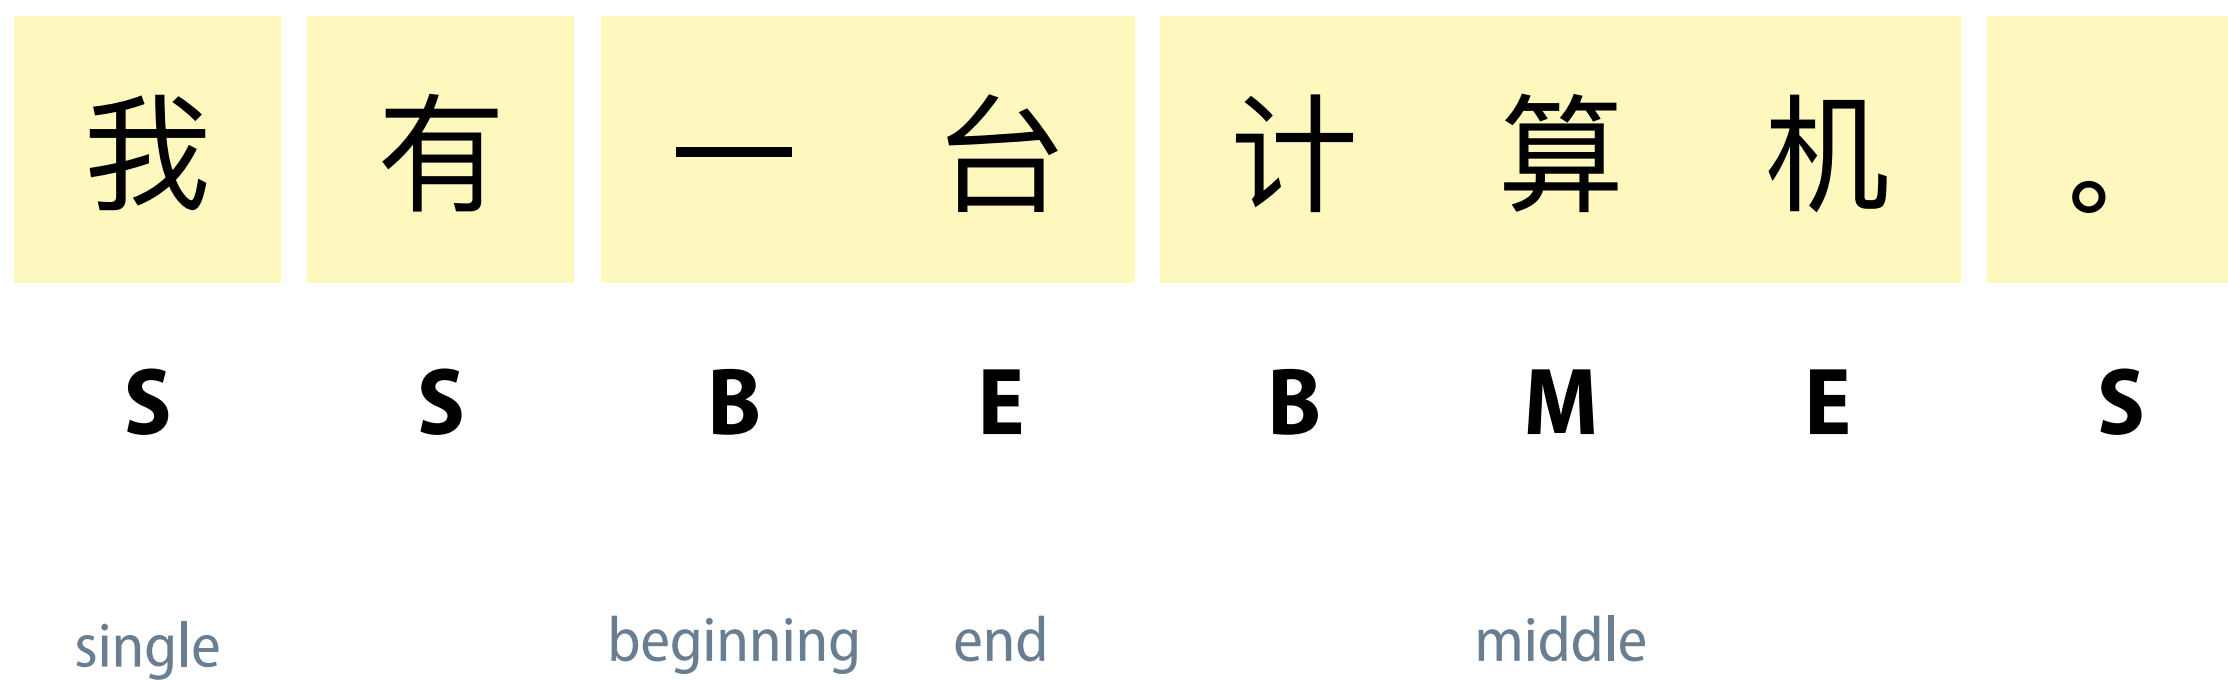 我 有 一 台 计 算 机 。
S S B E B M E S
single beginning end middle